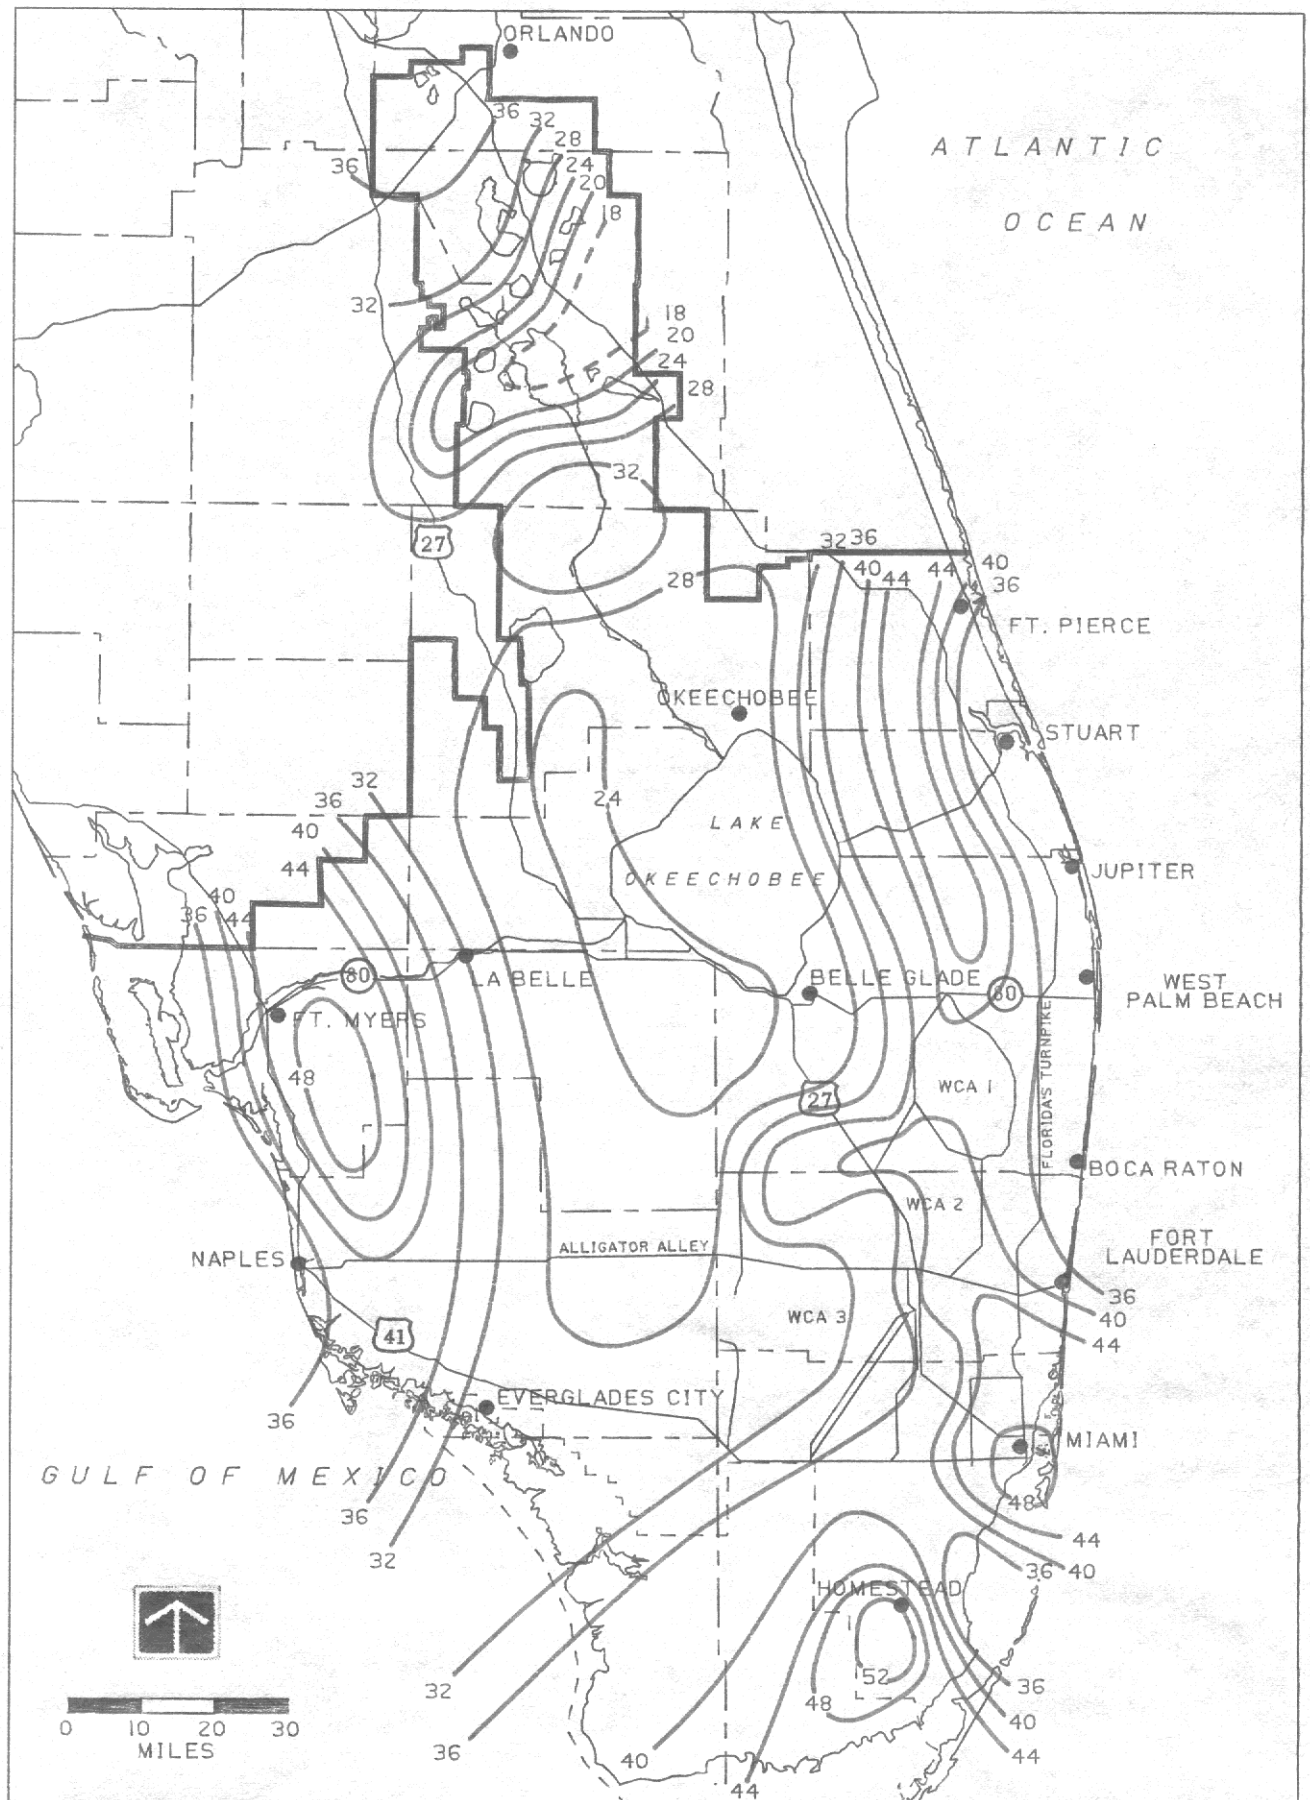 ORLANDO
36
32
28
24
20
18
36
ATLANTIC
OCEAN
32
18
20
24
28
32
27
28
32
36
40
44
44
40
36
FT. PIERCE
OKEECHOBEE
STUART
24
LAKE
OKEECHOBEE
32
36
40
44
JUPITER
40
36
44
80
LA BELLE
BELLE GLADE
80
WEST
PALM BEACH
FT. MYERS
48
27
WCA 1
FLORIDA'S TURNPIKE
BOCA RATON
WCA 2
NAPLES
ALLIGATOR ALLEY
FORT
LAUDERDALE
36
40
44
WCA 3
41
EVERGLADES CITY
36
MIAMI
GULF OF MEXICO
48
36
32
44
40
36
HOMESTEAD
52
48
32
36
40
44
36
40
44
0 10 20 30
MILES